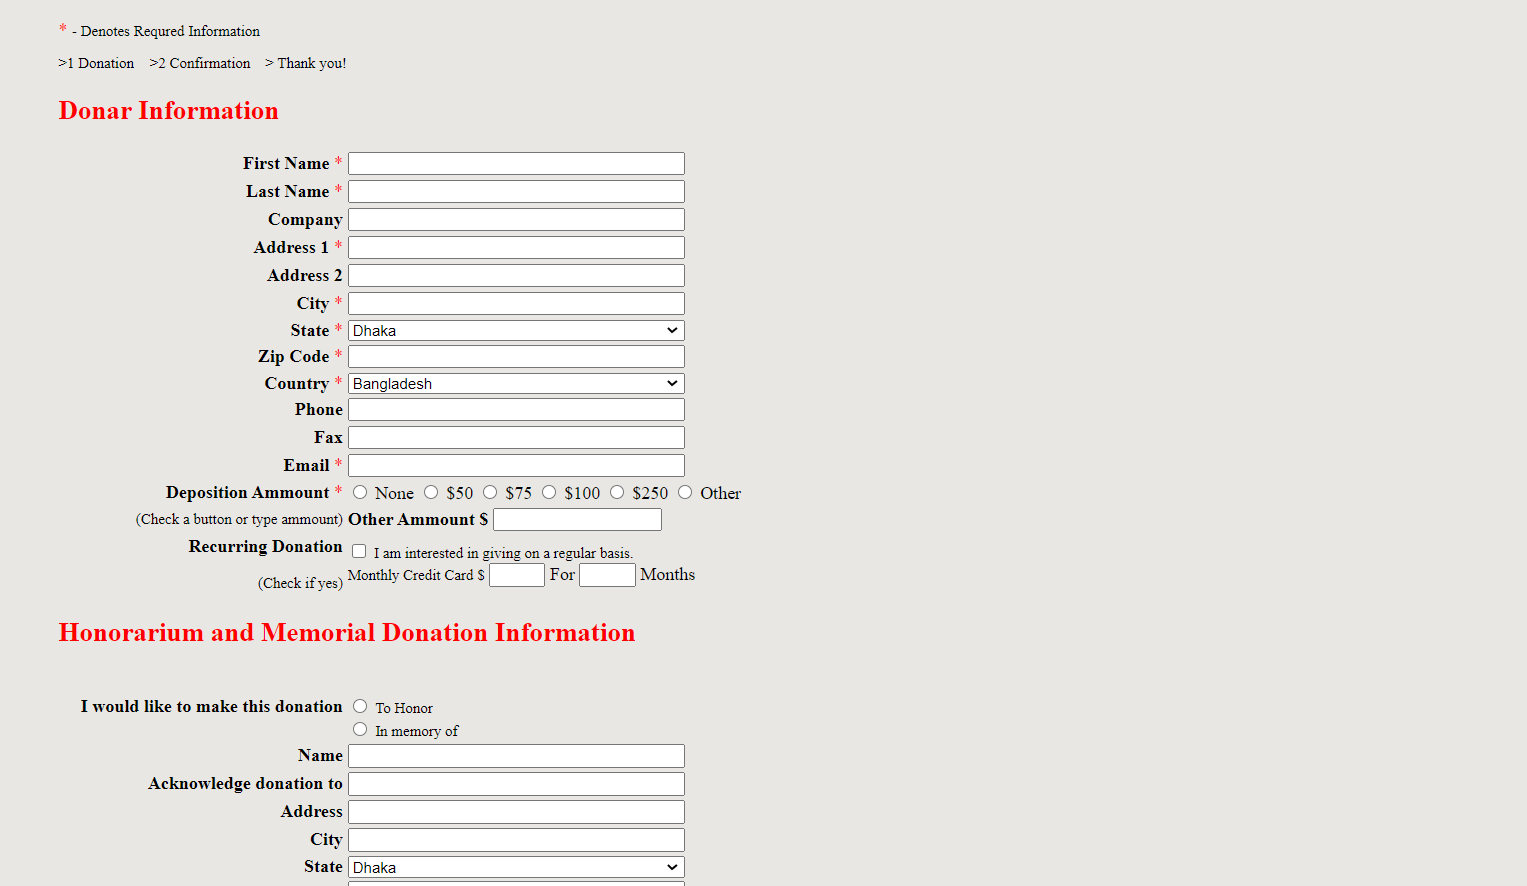 * - Denotes Requred Information
>1 Donation >2 Confirmation > Thank you!
Donar Information
First Name *
Last Name *
Company
Address 1 *
Address 2
City *
State * Dhaka
Zip Code *
Country * Bangladesh
Phone
Fax
Email *
Deposition Ammount * None $50 $75 $100 $250 Other
(Check a button or type ammount) Other Ammount $
Recurring Donation I am interested in giving on a regular basis.
(Check if yes) Monthly Credit Card $ For Months
Honorarium and Memorial Donation Information
I would like to make this donation To Honor
In memory of
Name
Acknowledge donation to
Address
City
State Dhaka